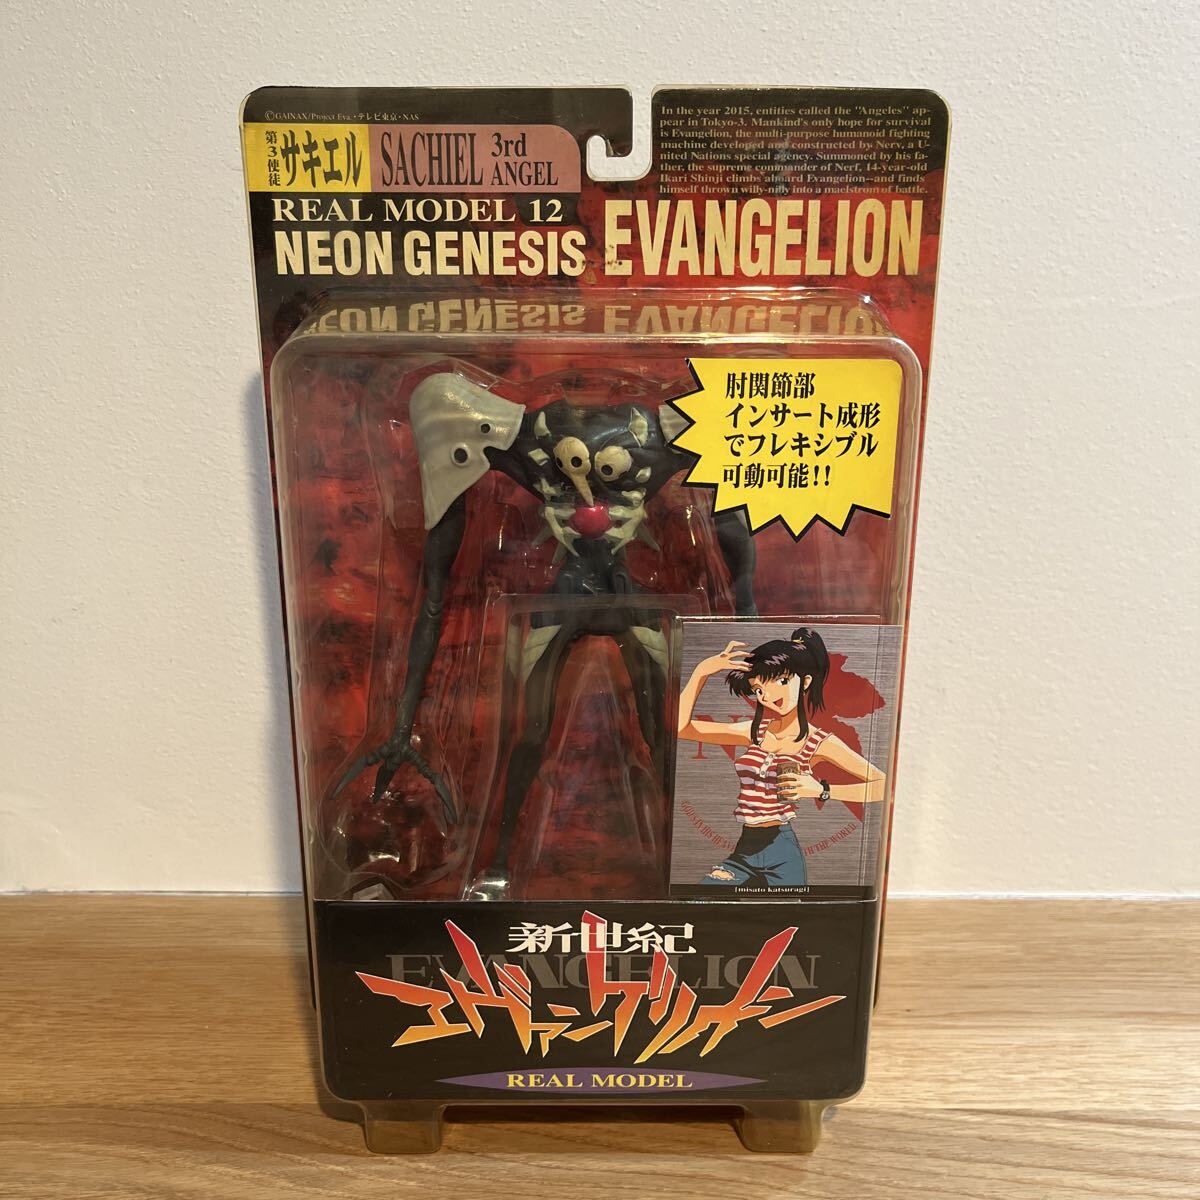 ©GAINAX/Project Eva.・テレビ東京・NAS
第3使徒
サキエル
SACHIEL
3rd
ANGEL
REAL MODEL 12
NEON GENESIS EVANGELION
In the year 2015, entities called the "Angeles" ap-
pear in Tokyo-3. Mankind's only hope for survival
is Evangelion, the multi-purpose humanoid fighting
machine developed and constructed by Nerv, a U-
nited Nations special agency. Summoned by his fa-
ther, the supreme commander of Nerf, 14-year-old
Ikari Shinji climbs aboard Evangelion--and finds
himself thrown willy-nilly into a maelstrom of battle.
肘関節部
インサート成形
でフレキシブル
可動可能!!
[misato katsuragi]
新世紀
EVANGELION
エヴァンゲリオン
REAL MODEL